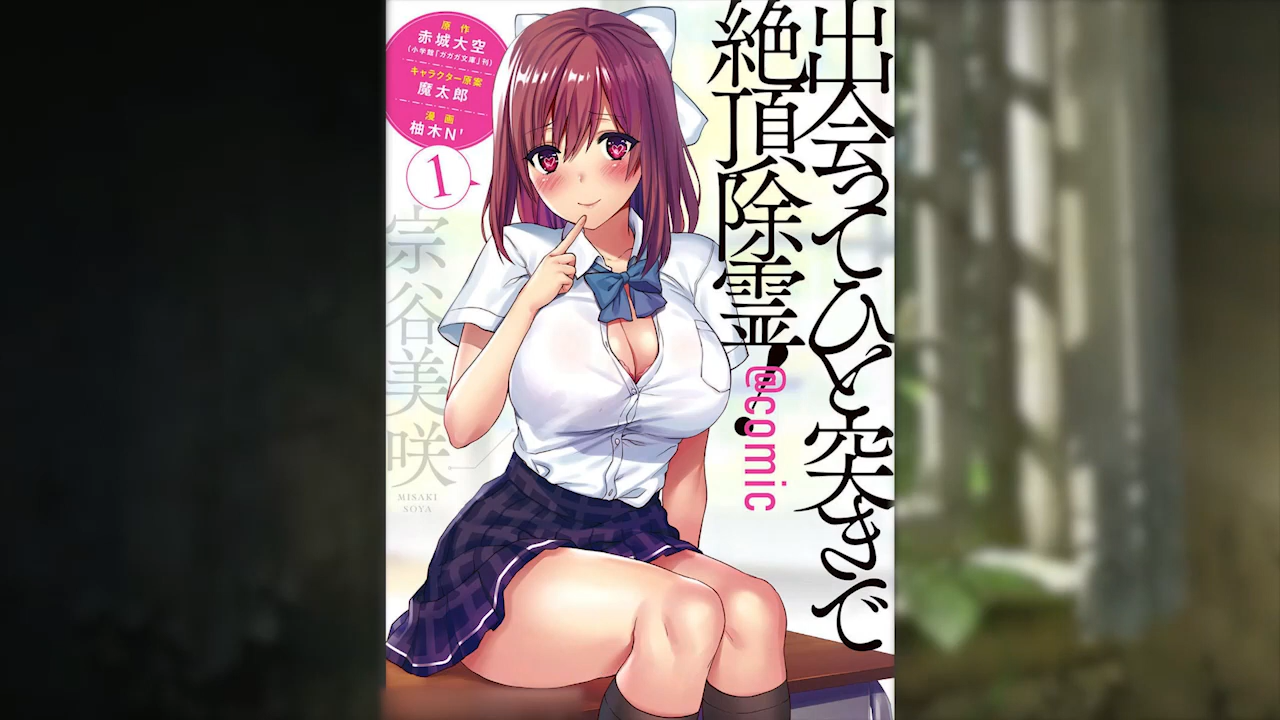 出会ってひと突きで
絶頂除霊!
@comic
原作
赤城大空
(小学館「ガガガ文庫」刊)
キャラクター原案
魔太郎
漫画
柚木N'
1
宗谷美咲
MISAKI
SOYA